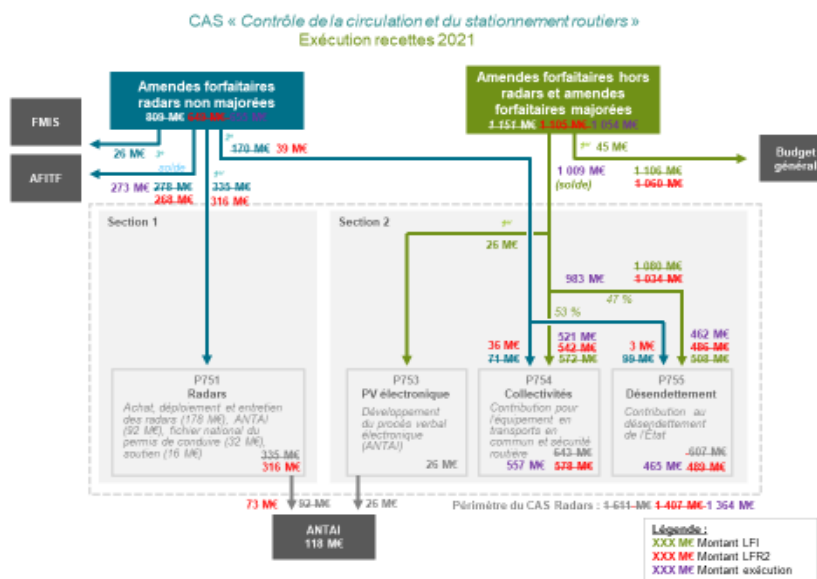 CAS « Contrôle de la circulation et du stationnement routiers »
Exécution recettes 2021
Amendes forfaitaires
radars non majorées
809 M€ 649 M€
Amendes forfaitaires hors
radars et amendes
forfaitaires majorées
1 151 M€ 1 105 M€ 1 054 M€
FMIS
AFITF
Budget
général
26 M€
3e
solde
273 M€ 278 M€
268 M€
1er
335 M€
316 M€
2e
170 M€ 39 M€
1er 45 M€
1 009 M€
(solde)
1 106 M€
1 060 M€
Section 1
Section 2
1er
26 M€
983 M€
1 080 M€
1 034 M€
47 %
53 %
36 M€
71 M€
521 M€
542 M€
572 M€
3 M€
99 M€
462 M€
486 M€
508 M€
P751
Radars
Achat, déploiement et entretien
des radars (178 M€), ANTAI
(92 M€), fichier national du
permis de conduire (32 M€),
soutien (16 M€)
335 M€
316 M€
P753
PV électronique
Développement
du procès verbal
électronique
(ANTAI)
26 M€
P754
Collectivités
Contribution pour
l'équipement en
transports en
commun et sécurité
routière
643 M€
557 M€ 578 M€
P755
Désendettement
Contribution au
désendettement
de l'État
607 M€
465 M€ 489 M€
73 M€ 92 M€
26 M€
ANTAI
118 M€
Périmètre du CAS Radars : 1 611 M€ 1 407 M€ 1 364 M€
Légende :
XXX M€ Montant LFI
XXX M€ Montant LFR2
XXX M€ Montant exécution